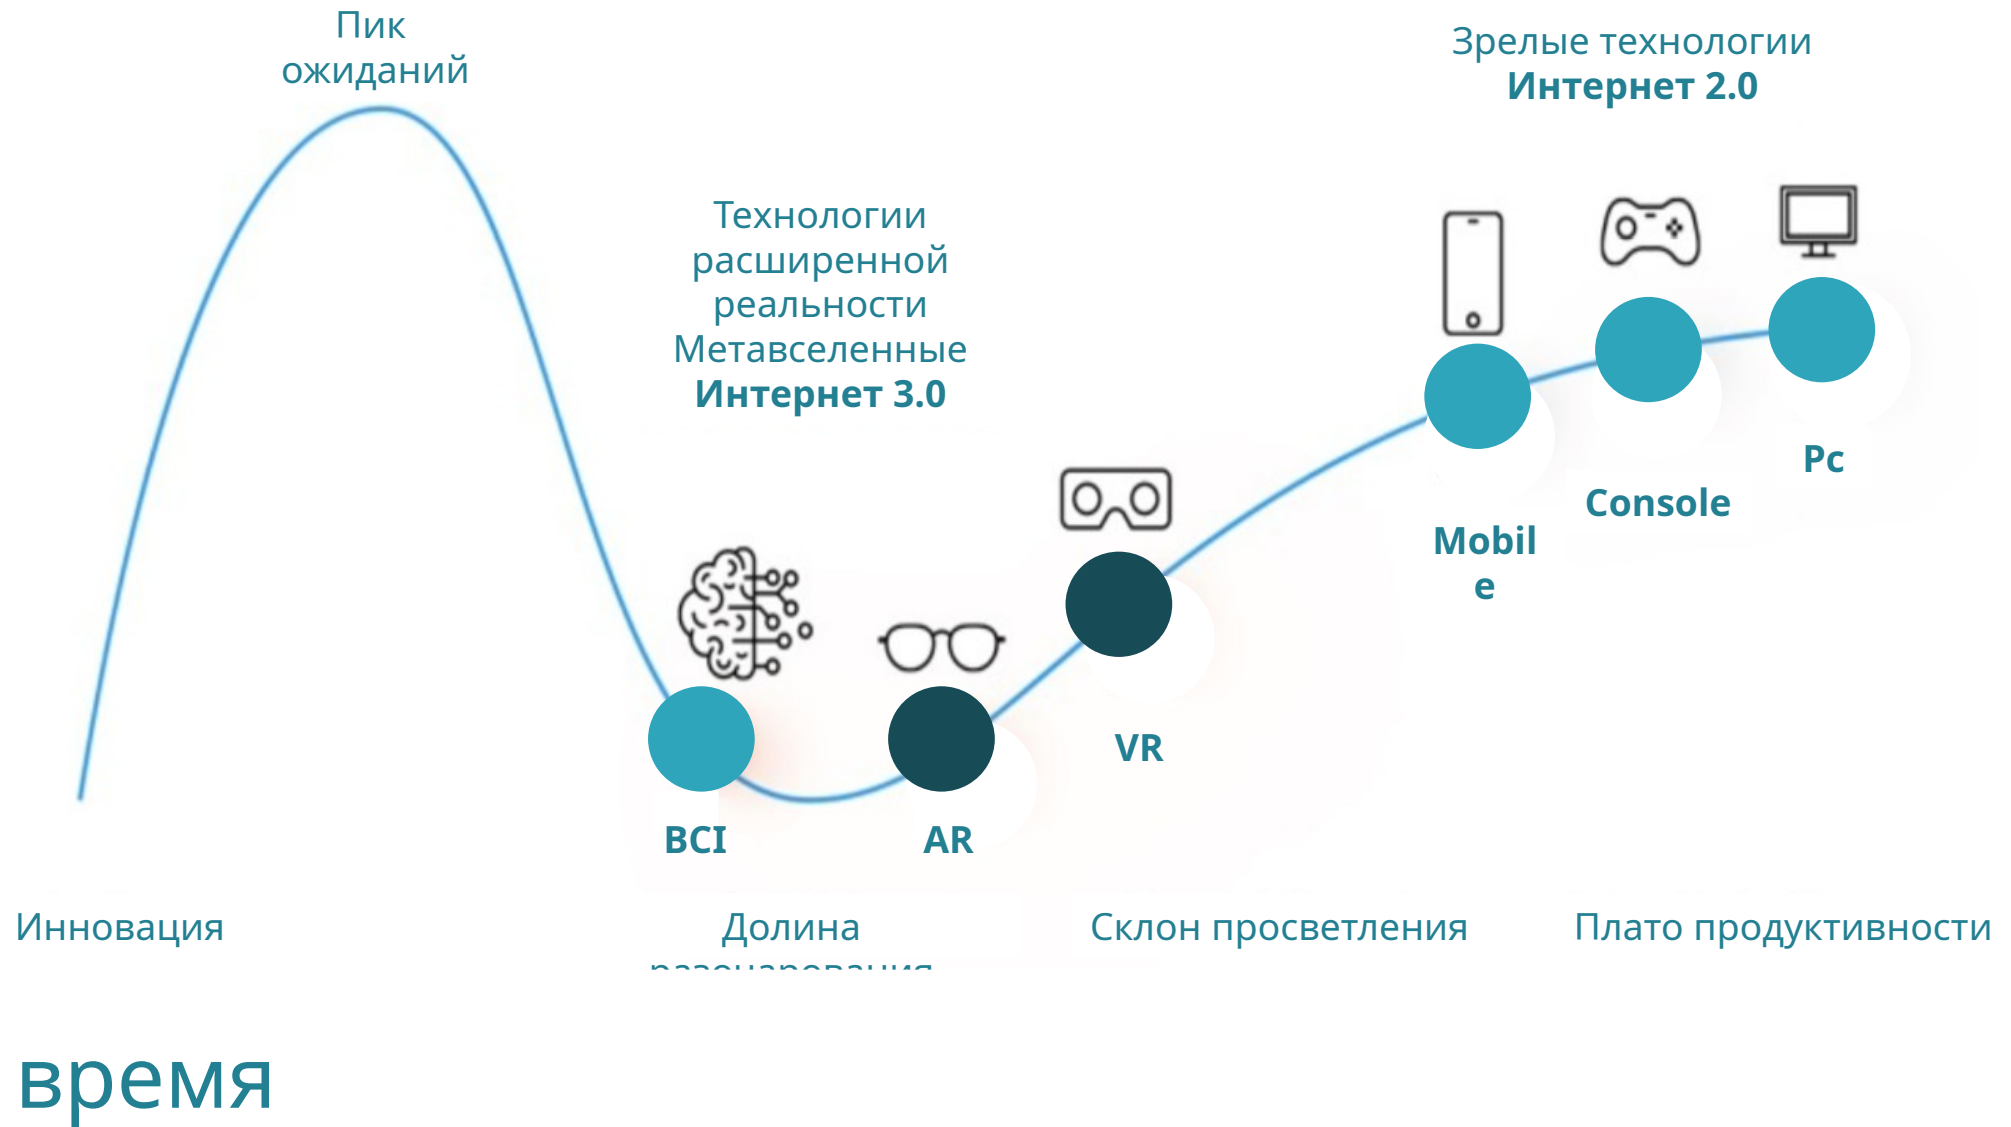 Пик
ожиданий
Зрелые технологии
Интернет 2.0
Технологии
расширенной
реальности
Метавселенные
Интернет 3.0
Pc
Console
Mobil
e
VR
BCI
AR
Инновация
Долина
разочарования
Склон просветления
Плато продуктивности
время